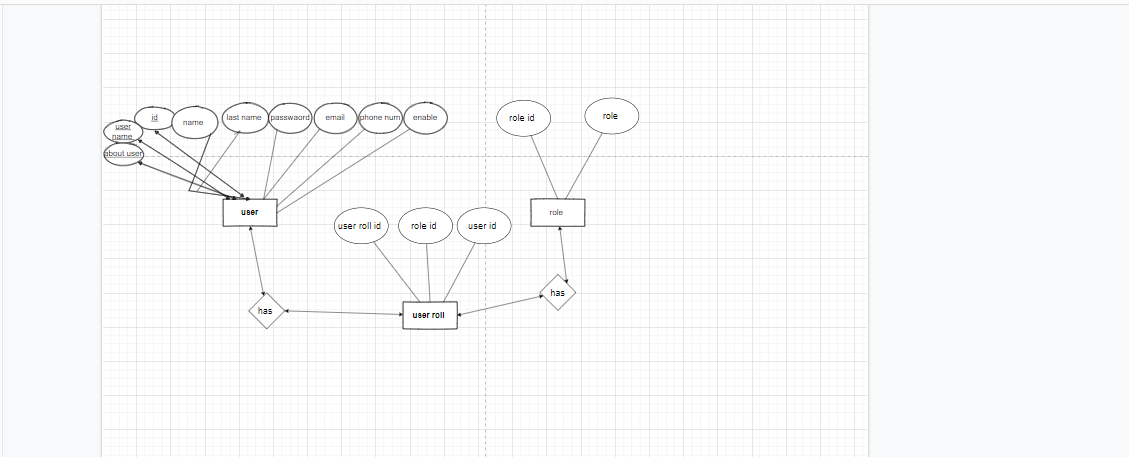 id
name
last name
passwaord
email
phone num
enable
role id
role
user
name
about user
user
role
user roll id
role id
user id
has
has
user roll